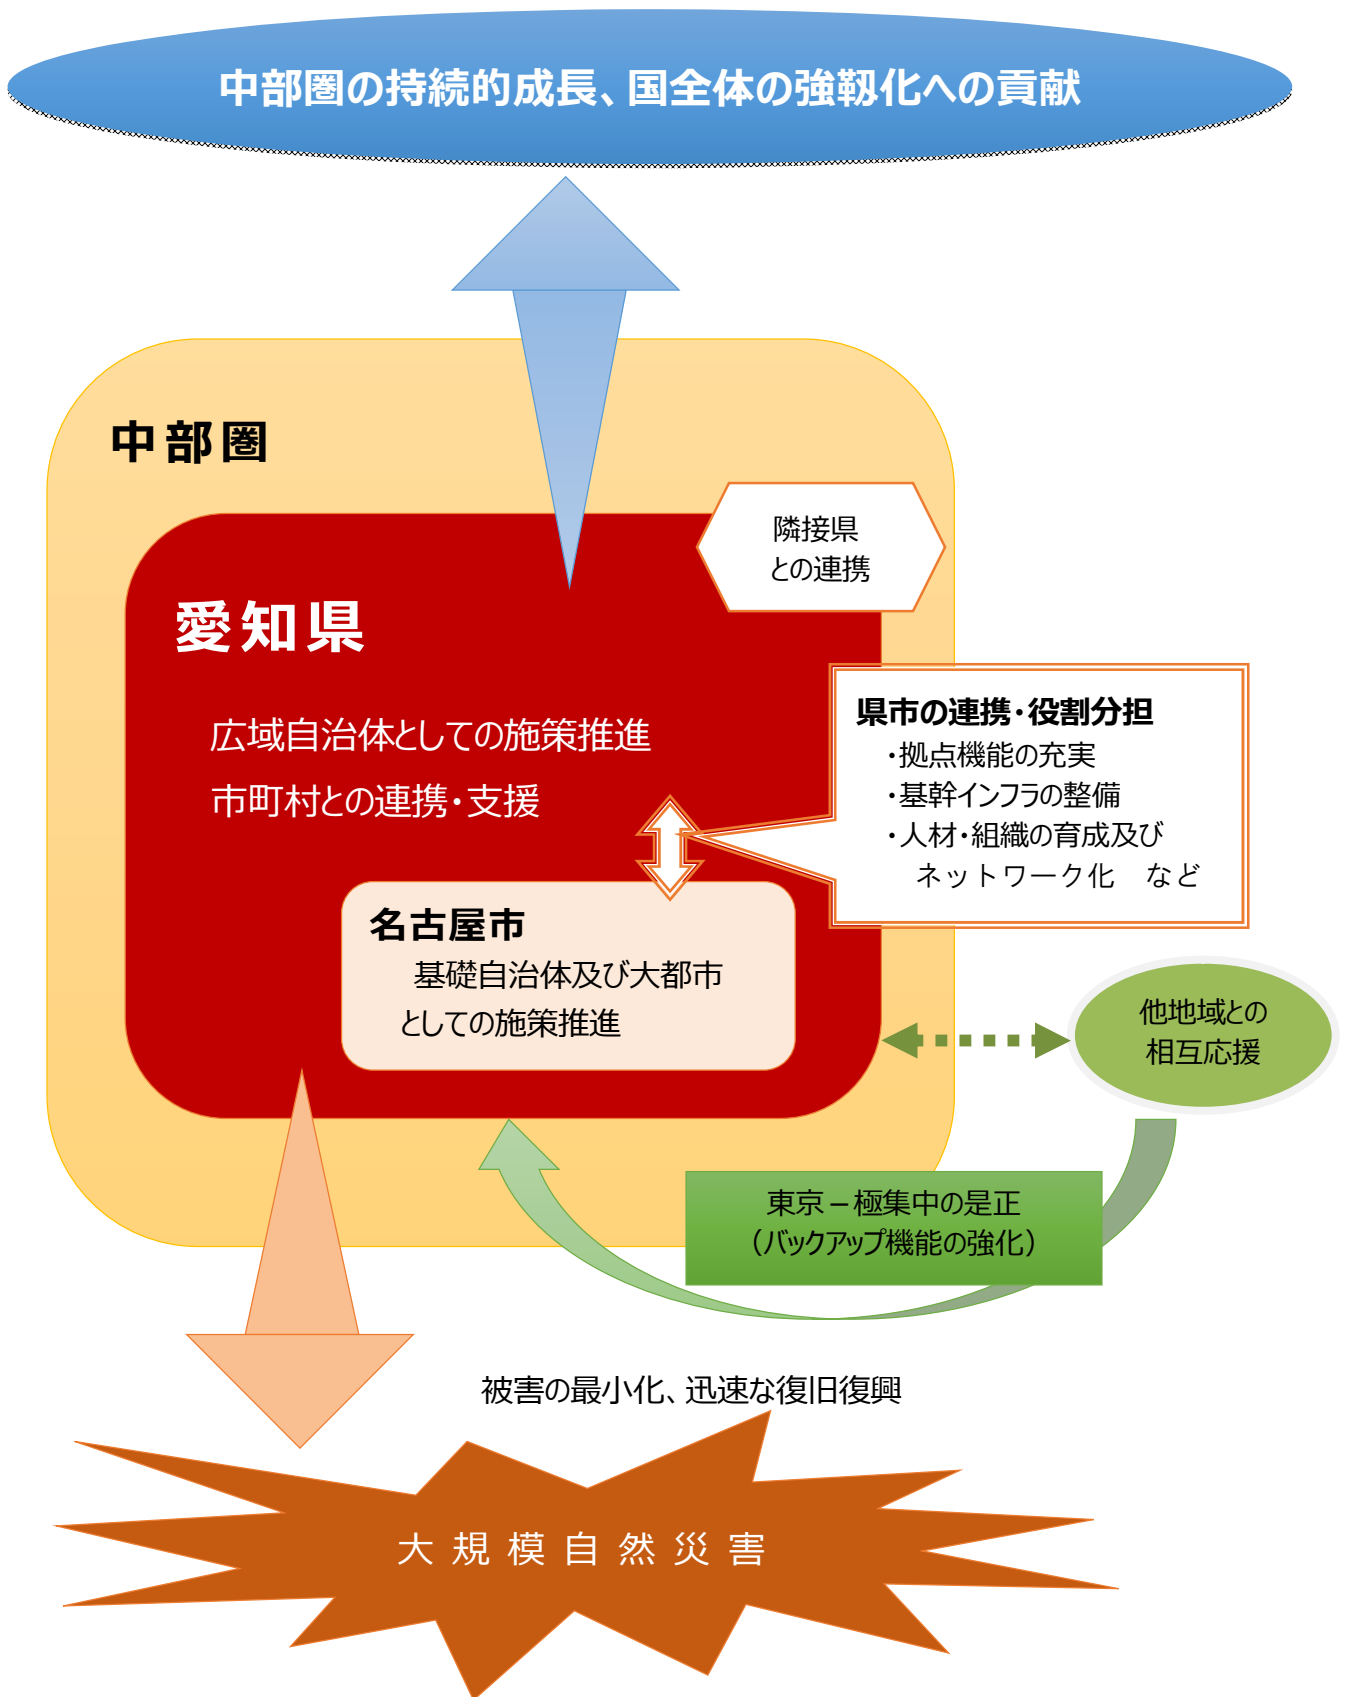 中部圏の持続的成長、国全体の強靱化への貢献
中部圏
隣接県
との連携
愛知県
広域自治体としての施策推進
市町村との連携・支援
県市の連携・役割分担
・拠点機能の充実
・基幹インフラの整備
・人材・組織の育成及び
ネットワーク化　など
名古屋市
基礎自治体及び大都市
としての施策推進
他地域との
相互応援
東京－極集中の是正
（バックアップ機能の強化）
被害の最小化、迅速な復旧復興
大規模自然災害